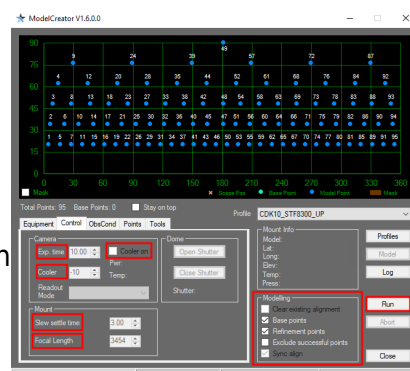 ModelCreator V1.6.0.0
90
75
60
45
30
15
0
49
9 24 39 57 72 87
4 12 20 28 35 44 52 61 68 76 84 92
3 8 13 18 23 27 33 38 42 48 54 58 63 69 73 78 83 88 93
2 6 10 14 17 21 25 30 32 36 40 45 47 51 56 60 64 66 71 75 79 82 86 90 94
1 5 7 11 15 16 19 22 26 29 31 34 37 41 43 46 50 53 55 59 62 65 67 70 74 77 80 81 85 89 91 95
0 30 60 90 120 150 180 210 240 270 300 330 360
Mask Scope Pos Base Point Model Point Mask
Total Points: 95 Base Points: 0 Stay on top
Profile CDK10_STF8300_UP
Equipment Control ObsCond Points Tools
Camera
Exp. time 10.00 Cooler on
Pwr:
Cooler -10 Temp:
Readout Mode
Mount
Slew settle time 3.00
Focal Length 3454
Dome
Open Shutter
Close Shutter
Shutter:
Mount Info
Model:
Lat:
Long:
Elev:
Temp:
Press:
Modelling
Clear existing alignment
Base points
Refinement points
Exclude successful points
Sync align
Profiles
Model
Log
Run
Abort
Close